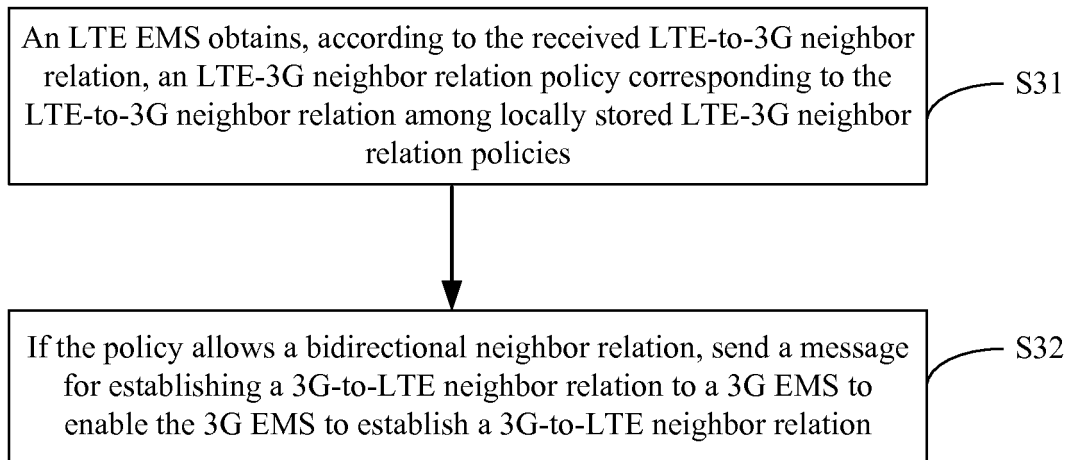 An LTE EMS obtains, according to the received LTE-to-3G neighbor
relation, an LTE-3G neighbor relation policy corresponding to the
LTE-to-3G neighbor relation among locally stored LTE-3G neighbor
relation policies
S31
If the policy allows a bidirectional neighbor relation, send a message
for establishing a 3G-to-LTE neighbor relation to a 3G EMS to
enable the 3G EMS to establish a 3G-to-LTE neighbor relation
S32